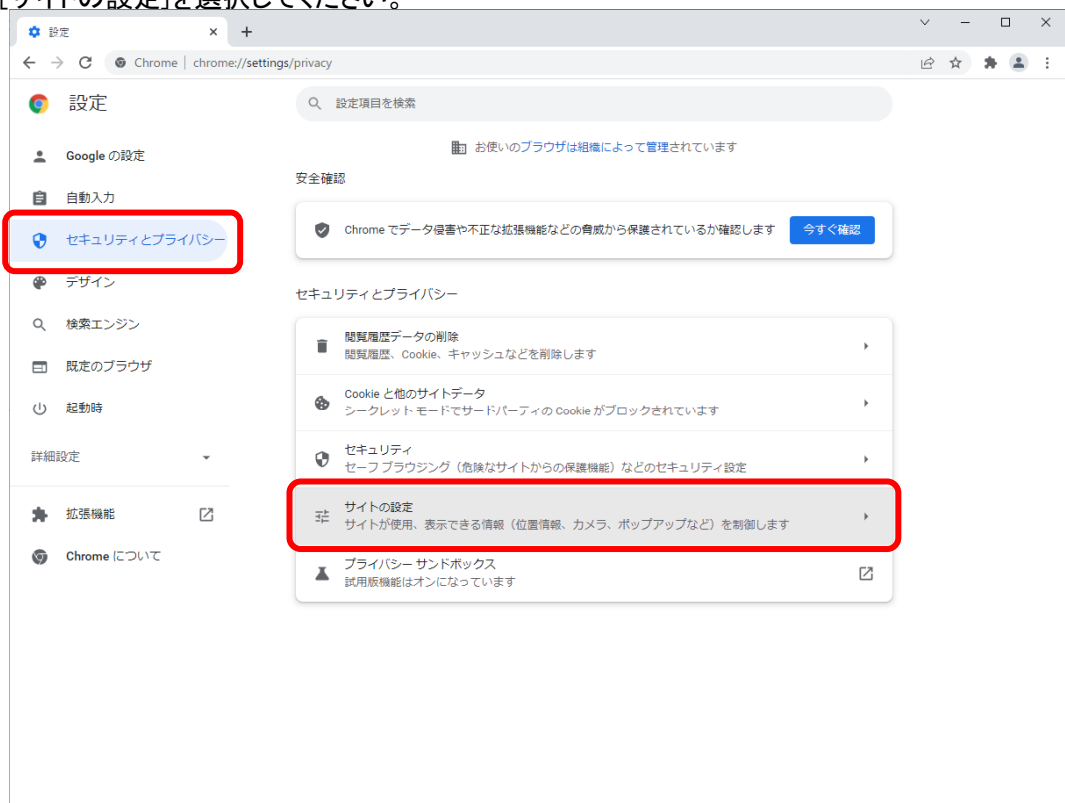 [サイトの設定]を選択してください。
設定
Chrome | chrome://settings/privacy
設定
設定項目を検索
お使いのブラウザは組織によって管理されています
Google の設定
自動入力
セキュリティとプライバシー
デザイン
検索エンジン
既定のブラウザ
起動時
詳細設定
拡張機能
Chrome について
安全確認
Chrome でデータ侵害や不正な拡張機能などの脅威から保護されているか確認します
今すぐ確認
セキュリティとプライバシー
閲覧履歴データの削除
閲覧履歴、Cookie、キャッシュなどを削除します
Cookie と他のサイトデータ
シークレット モードでサードパーティの Cookie がブロックされています
セキュリティ
セーフ ブラウジング（危険なサイトからの保護機能）などのセキュリティ設定
サイトの設定
サイトが使用、表示できる情報（位置情報、カメラ、ポップアップなど）を制御します
プライバシー サンドボックス
試用版機能はオンになっています